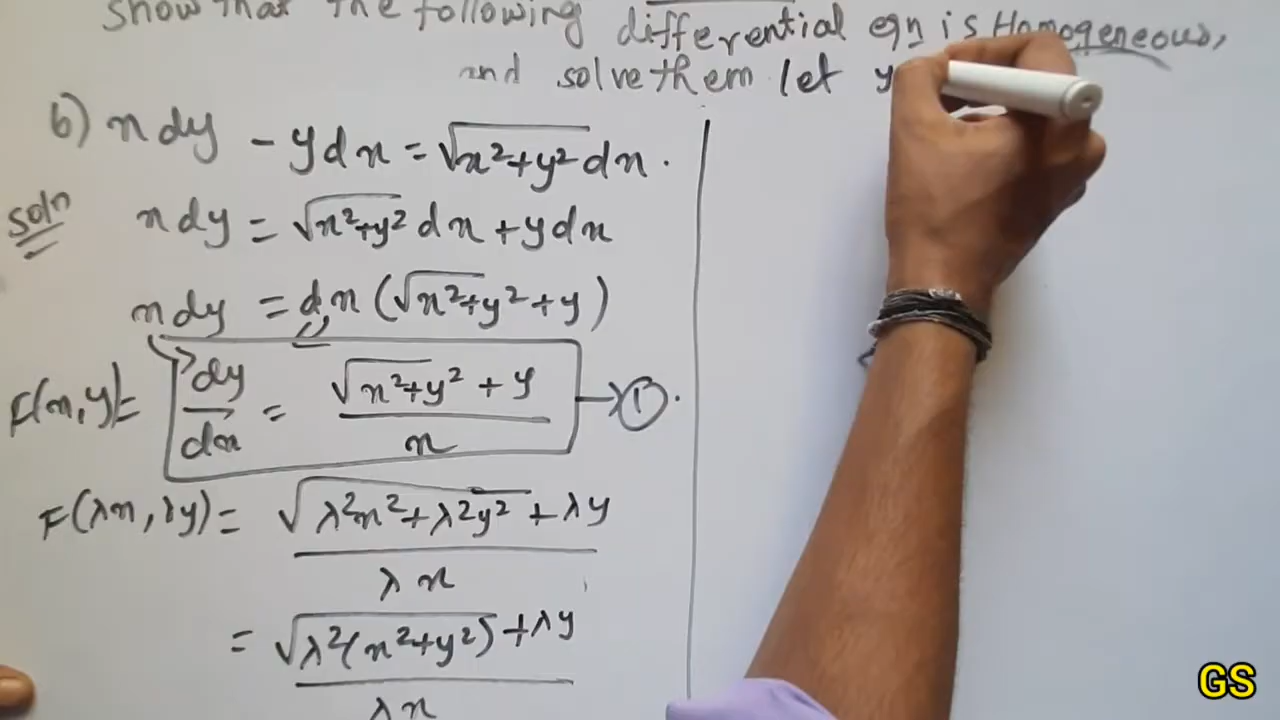 show that the following differential eqn is Homogeneous,
and solve them let y
6) x dy - y dx = √x²+y² dx.
Soln
x dy = √x²+y² dx + y dx
x dy = dx (√x²+y² + y)
F(x,y)= dy/dx = √x²+y² + y / x → ①.
F(λx, λy) = √λ²x²+λ²y² + λy / λx
= √λ²(x²+y²) + λy / λx
GS